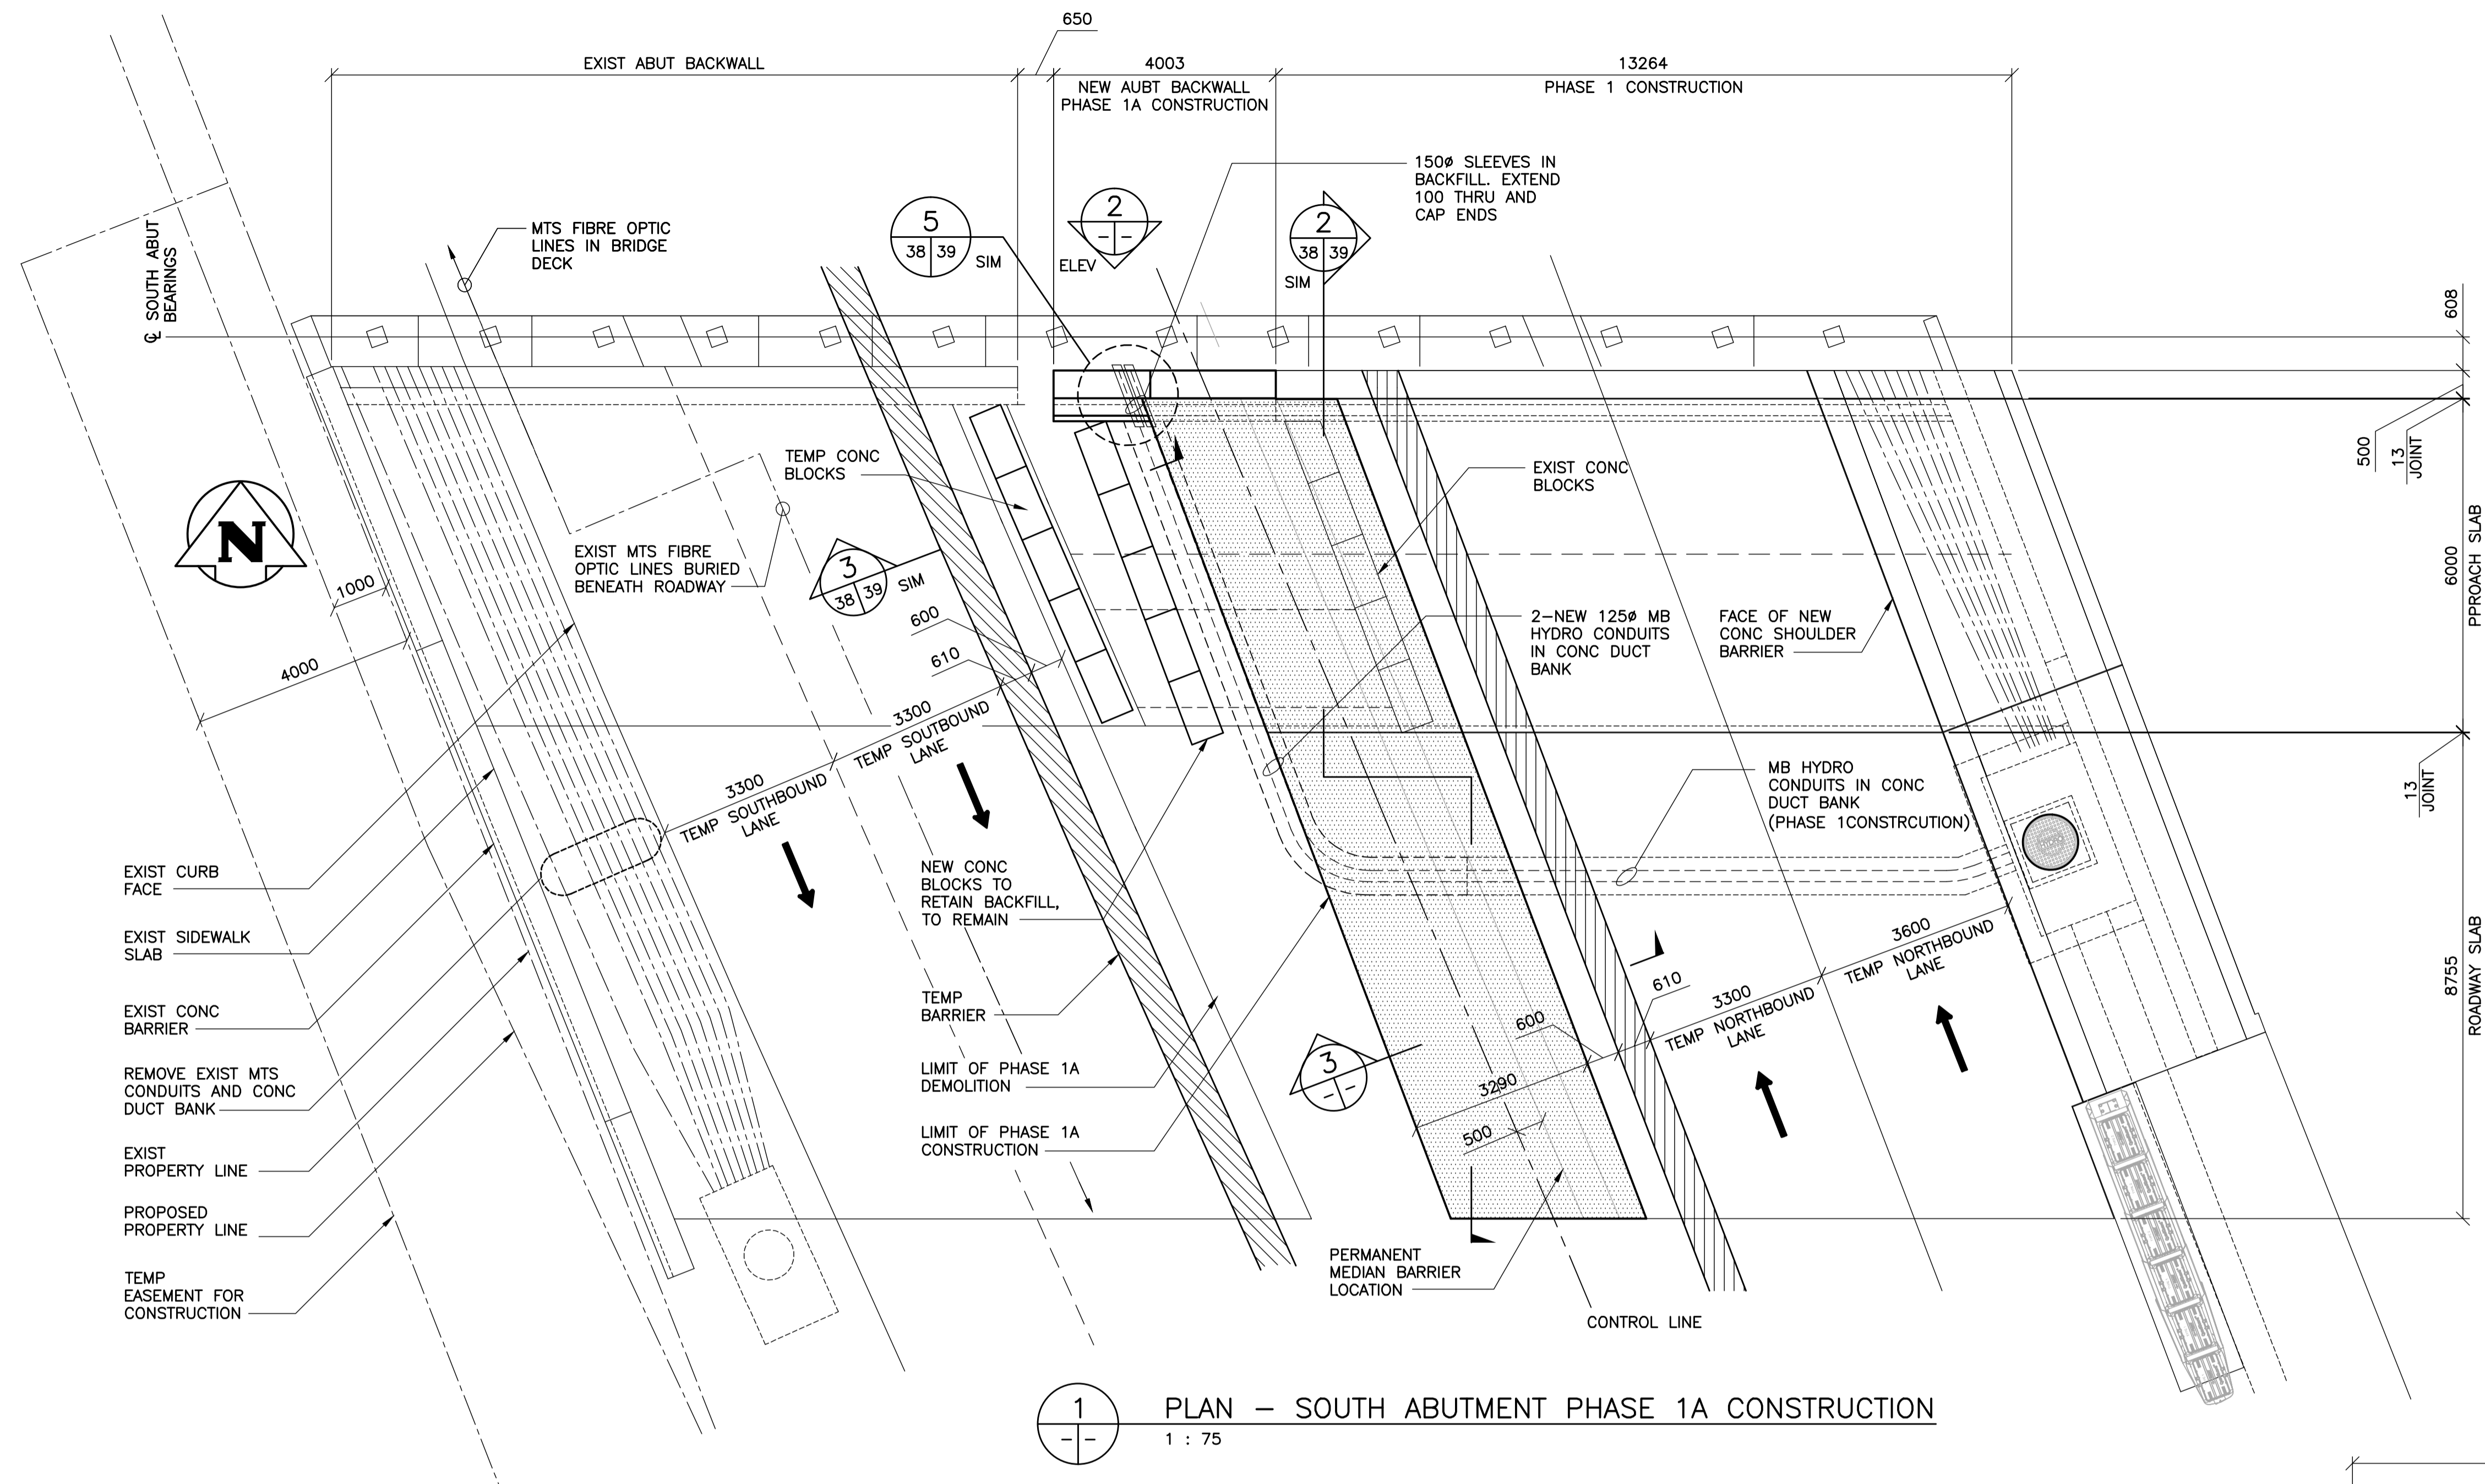 650
EXIST ABUT BACKWALL
4003
13264
NEW AUBT BACKWALL
PHASE 1A CONSTRUCTION
PHASE 1 CONSTRUCTION
150ø SLEEVES IN
BACKFILL. EXTEND
100 THRU AND
CAP ENDS
MTS FIBRE OPTIC
LINES IN BRIDGE
DECK
5
38 39
SIM
2
- -
ELEV
2
38 39
SIM
℄ SOUTH ABUT
BEARINGS
608
500
13
JOINT
6000
PPROACH SLAB
13
JOINT
8755
ROADWAY SLAB
N
TEMP CONC
BLOCKS
EXIST CONC
BLOCKS
EXIST MTS FIBRE
OPTIC LINES BURIED
BENEATH ROADWAY
3
38 39
SIM
1000
4000
600
610
3300
TEMP SOUTBOUND
LANE
3300
TEMP SOUTHBOUND
LANE
2-NEW 125ø MB
HYDRO CONDUITS
IN CONC DUCT
BANK
FACE OF NEW
CONC SHOULDER
BARRIER
MB HYDRO
CONDUITS IN CONC
DUCT BANK
(PHASE 1CONSTRCUTION)
EXIST CURB
FACE
EXIST SIDEWALK
SLAB
EXIST CONC
BARRIER
REMOVE EXIST MTS
CONDUITS AND CONC
DUCT BANK
EXIST
PROPERTY LINE
PROPOSED
PROPERTY LINE
TEMP
EASEMENT FOR
CONSTRUCTION
NEW CONC
BLOCKS TO
RETAIN BACKFILL,
TO REMAIN
TEMP
BARRIER
LIMIT OF PHASE 1A
DEMOLITION
LIMIT OF PHASE 1A
CONSTRUCTION
3
- -
3290
500
600
610
3300
TEMP NORTHBOUND
LANE
3600
TEMP NORTHBOUND
LANE
PERMANENT
MEDIAN BARRIER
LOCATION
CONTROL LINE
1
- -
PLAN - SOUTH ABUTMENT PHASE 1A CONSTRUCTION
1 : 75